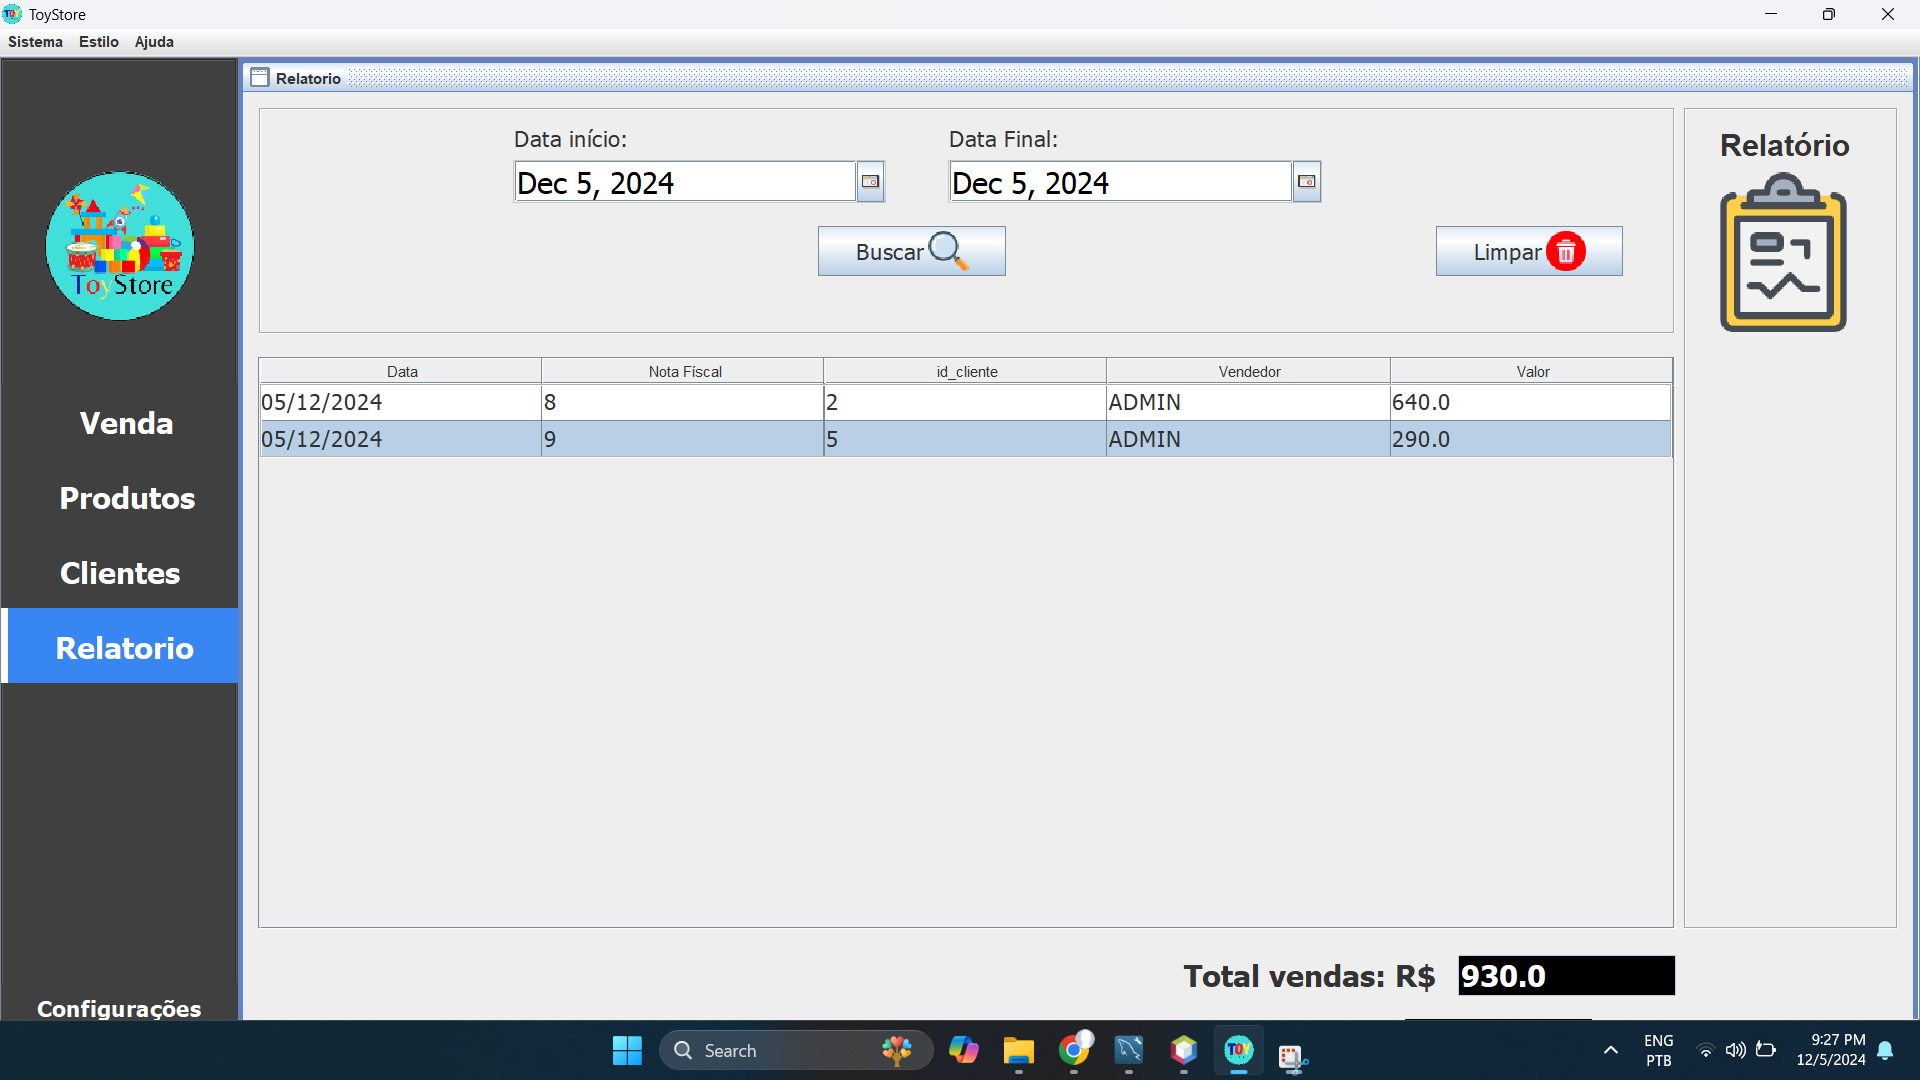 ToyStore
Sistema Estilo Ajuda
Relatorio
Data início: Data Final:
Dec 5, 2024 Dec 5, 2024
Buscar Limpar
Relatório
ToyStore
Data Nota Físcal id_cliente Vendedor Valor
05/12/2024 8 2 ADMIN 640.0
05/12/2024 9 5 ADMIN 290.0
Venda
Produtos
Clientes
Relatorio
Configurações
Total vendas: R$ 930.0
Search
TOY
ENG
PTB
9:27 PM
12/5/2024